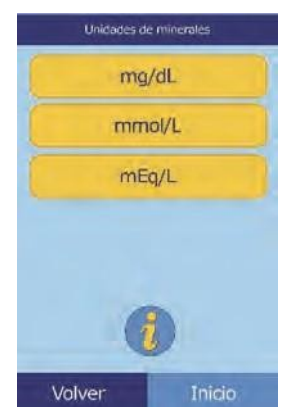 Unidades de minerales
mg/dL
mmol/L
mEq/L
i
Volver Inicio